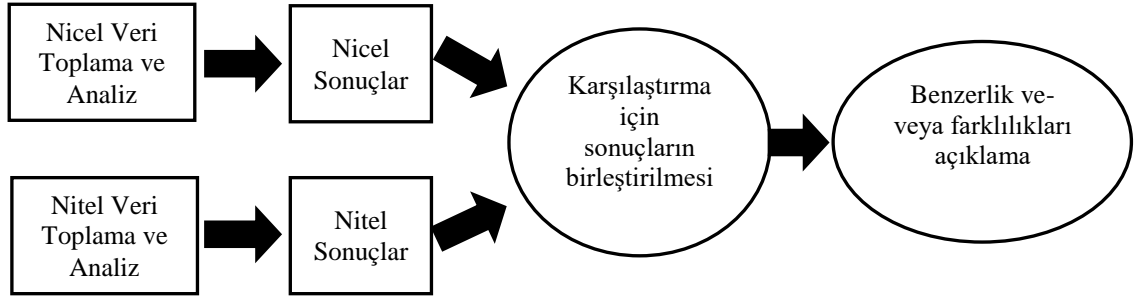 Nicel Veri
Toplama ve
Analiz
Nicel
Sonuçlar
Nitel Veri
Toplama ve
Analiz
Nitel
Sonuçlar
Karşılaştırma
için
sonuçların
birleştirilmesi
Benzerlik ve-
veya farklılıkları
açıklama